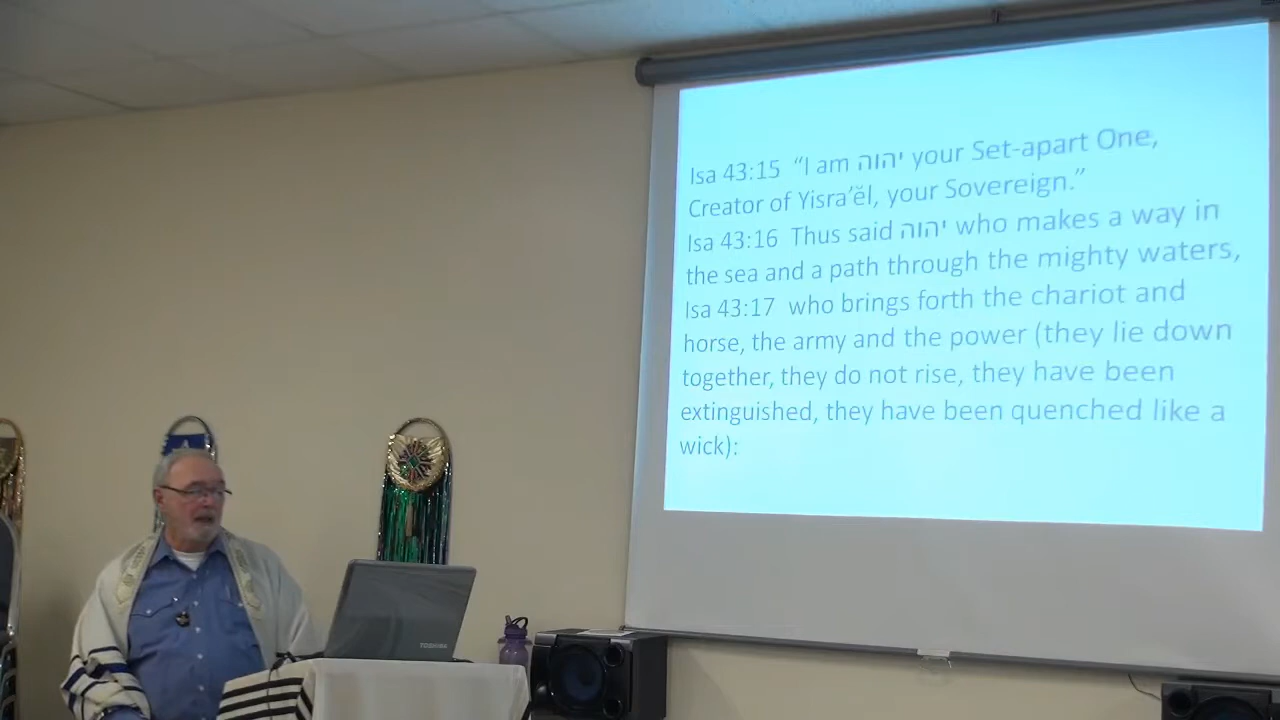 Isa 43:15 “I am יהוה your Set-apart One,
Creator of Yisra’ĕl, your Sovereign.”
Isa 43:16 Thus said יהוה who makes a way in
the sea and a path through the mighty waters,
Isa 43:17 who brings forth the chariot and
horse, the army and the power (they lie down
together, they do not rise, they have been
extinguished, they have been quenched like a
wick):
TOSHIBA